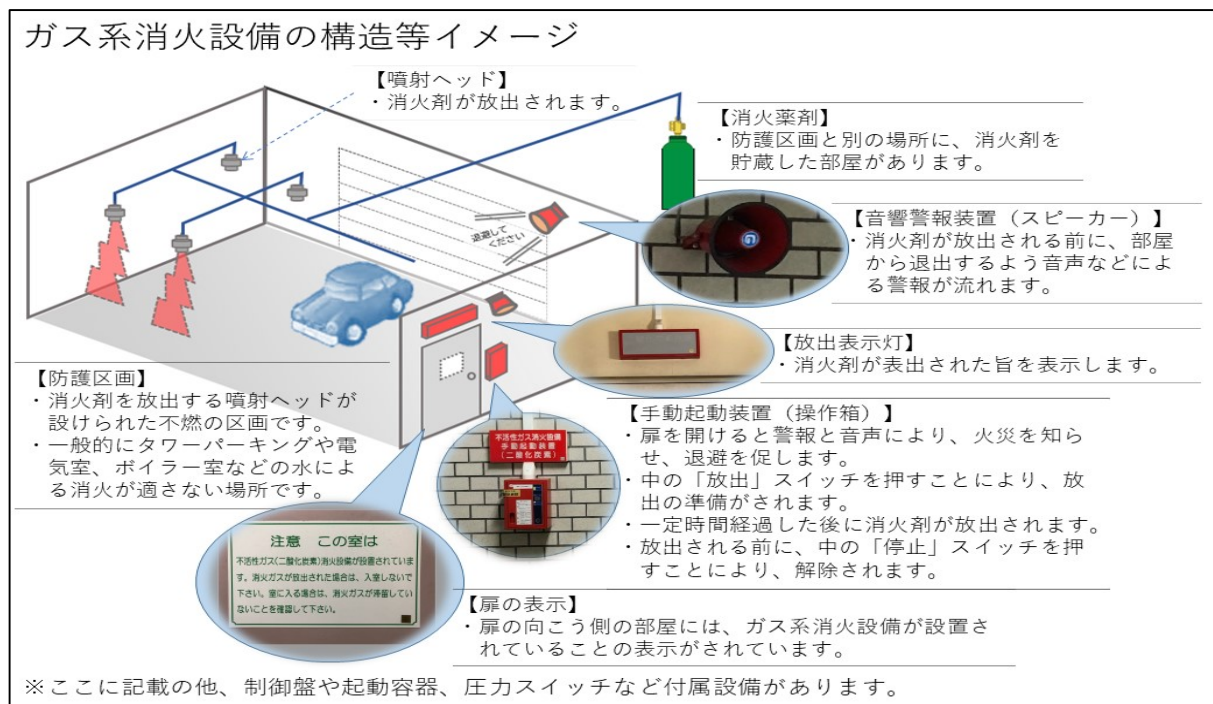 ガス系消火設備の構造等イメージ
【噴射ヘッド】
・消火剤が放出されます。
【消火薬剤】
・防護区画と別の場所に、消火剤を
貯蔵した部屋があります。
退避して
ください
【音響警報装置（スピーカー）】
・消火剤が放出される前に、部屋
から退出するよう音声などによ
る警報が流れます。
【放出表示灯】
・消火剤が表出された旨を表示します。
【防護区画】
・消火剤を放出する噴射ヘッドが
設けられた不燃の区画です。
・一般的にタワーパーキングや電
気室、ボイラー室などの水によ
る消火が適さない場所です。
不活性ガス消火設備
手動起動装置
（二酸化炭素）
【手動起動装置（操作箱）】
・扉を開けると警報と音声により、火災を知ら
せ、退避を促します。
・中の「放出」スイッチを押すことにより、放
出の準備がされます。
・一定時間経過した後に消火剤が放出されます。
・放出される前に、中の「停止」スイッチを押
すことにより、解除されます。
注意　この室は
不活性ガス(二酸化炭素)消火設備が設置されていま
す。消火ガスが放出された場合は、入室しないで
下さい。室に入る場合は、消火ガスが滞留してい
ないことを確認して下さい。
【扉の表示】
・扉の向こう側の部屋には、ガス系消火設備が設置さ
れていることの表示がされています。
※ここに記載の他、制御盤や起動容器、圧力スイッチなど付属設備があります。